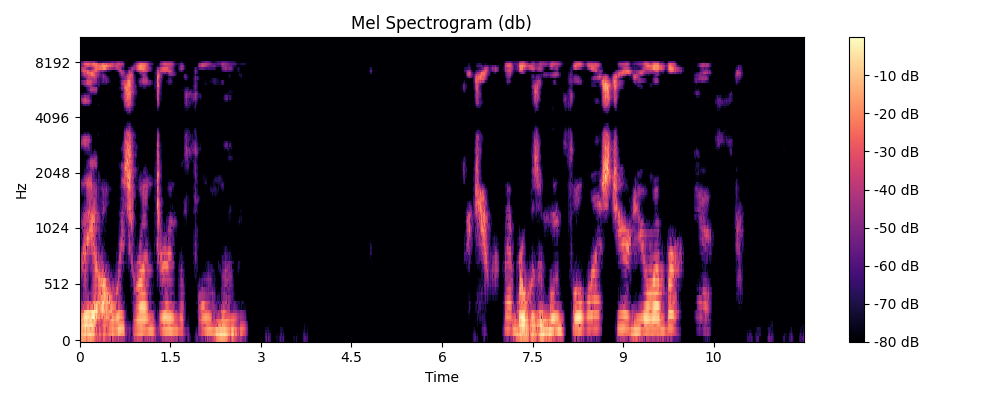 Mel Spectrogram (db)
8192
4096
2048
1024
512
0
Hz
0 1.5 3 4.5 6 7.5 9 10
Time
-10 dB
-20 dB
-30 dB
-40 dB
-50 dB
-60 dB
-70 dB
-80 dB